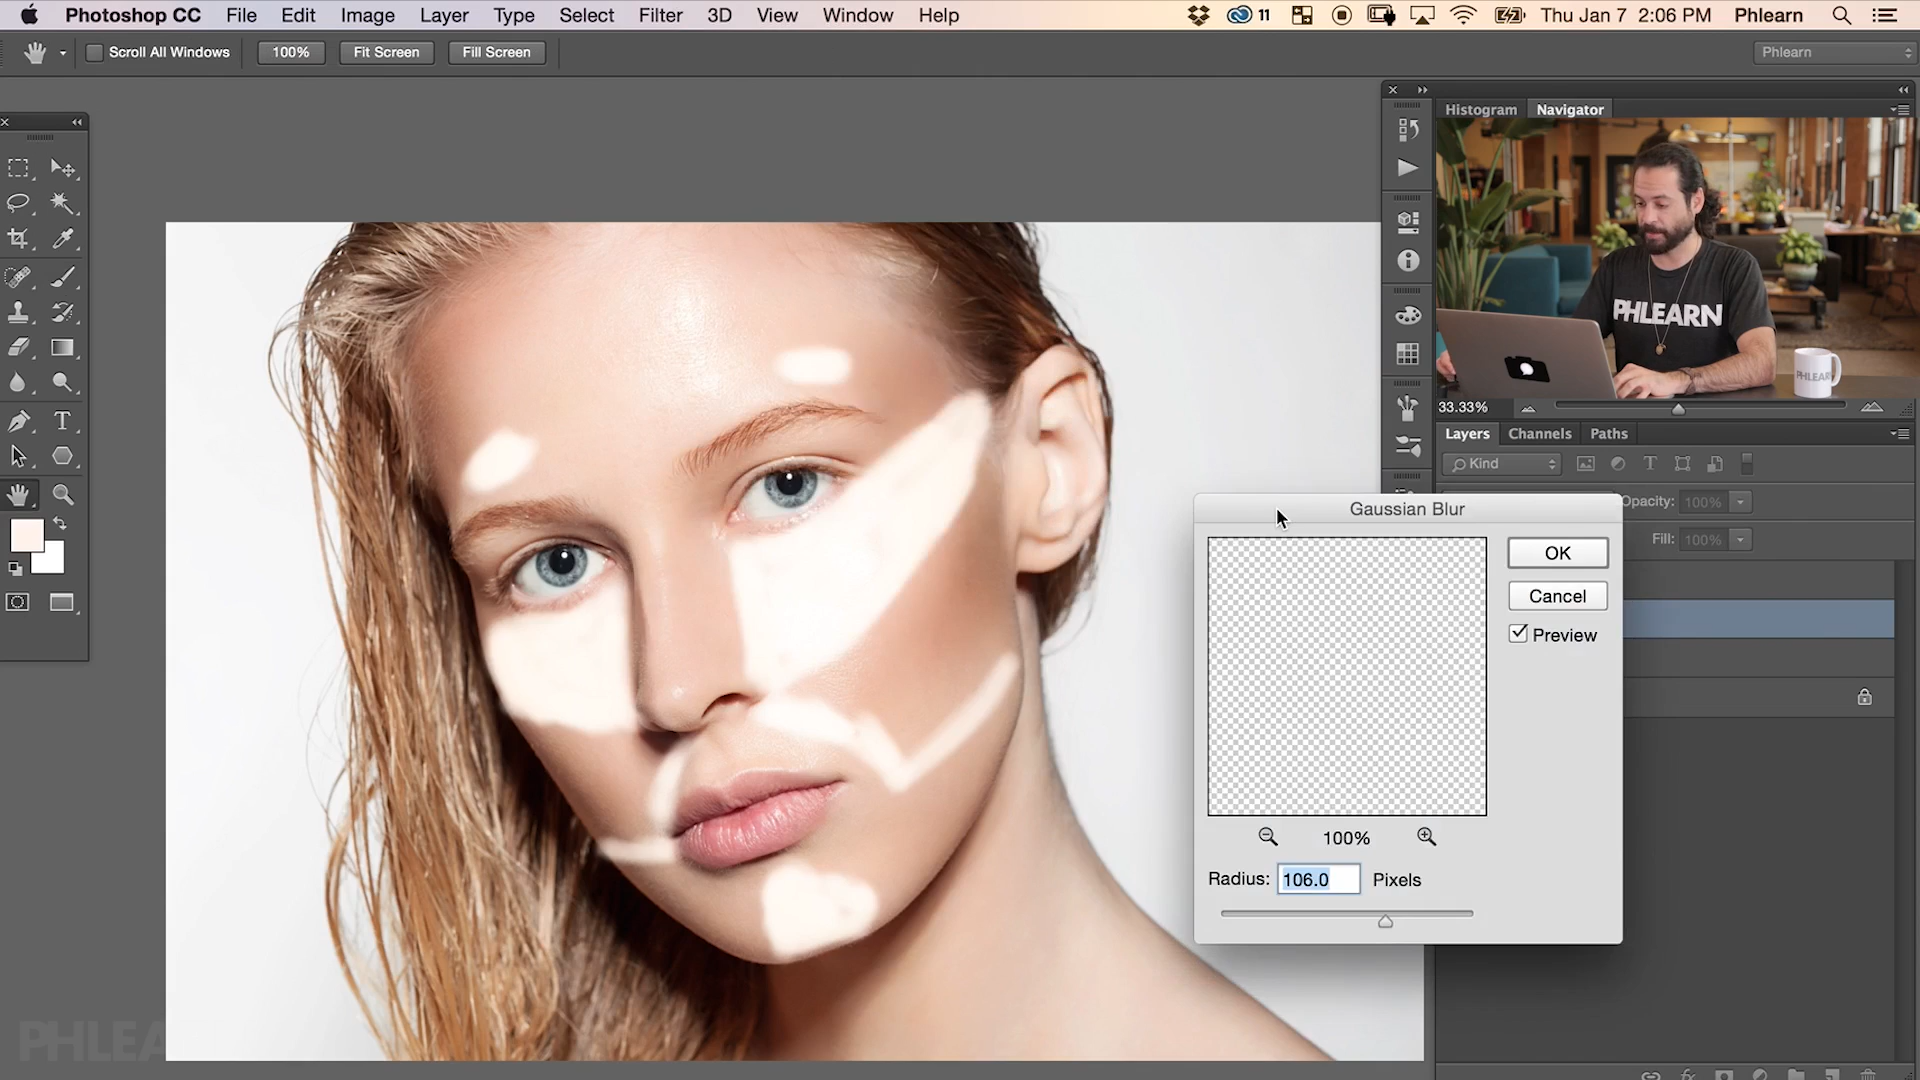 Photoshop CC File Edit Image Layer Type Select Filter 3D View Window Help 11 Thu Jan 7 2:06 PM Phlearn
Scroll All Windows 100% Fit Screen Fill Screen Phlearn
Histogram Navigator
PHLEARN
PHLEARN
33.33%
Layers Channels Paths
Kind
Opacity: 100%
Fill: 100%
Gaussian Blur
OK
Cancel
Preview
100%
Radius: 106.0 Pixels
PHLEA